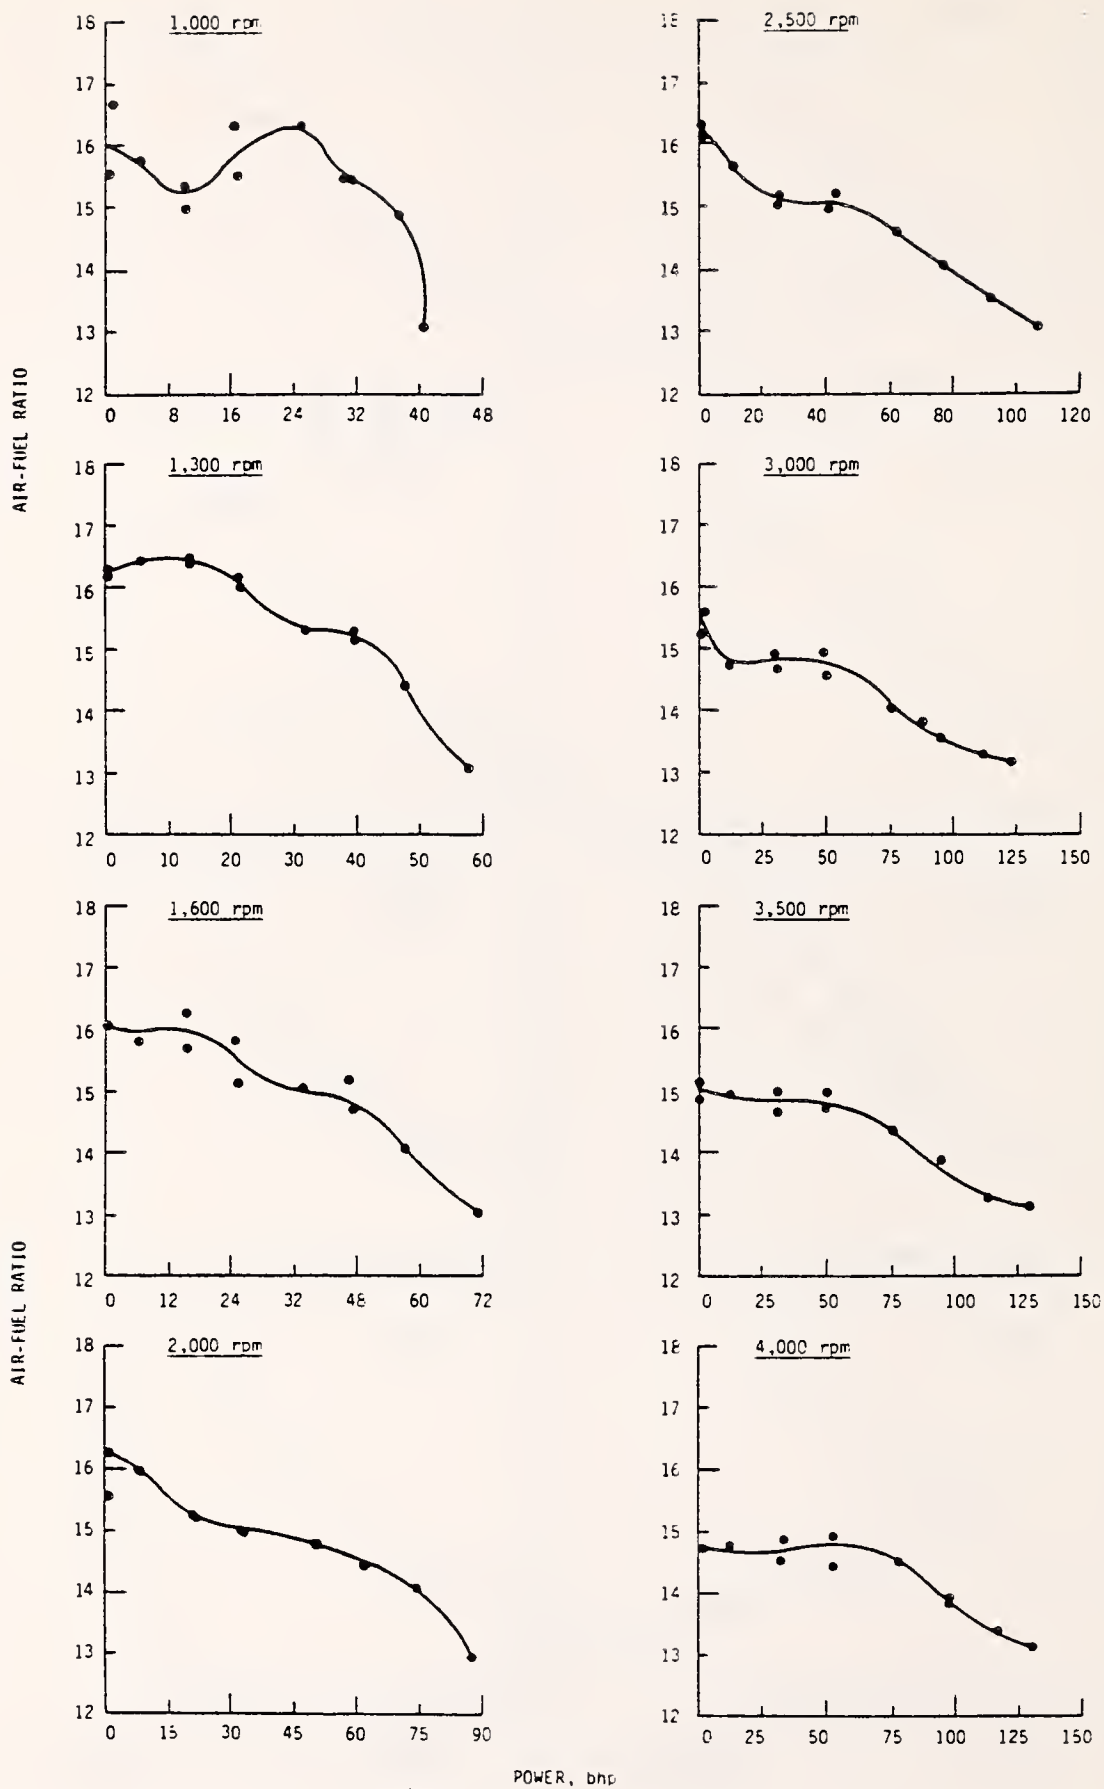 1,000 rpm
18
17
16
15
14
13
12
0 8 16 24 32 40 48
2,500 rpm
18
17
16
15
14
13
12
0 20 40 60 80 100 120
AIR-FUEL RATIO
1,300 rpm
18
17
16
15
14
13
12
0 10 20 30 40 50 60
3,000 rpm
18
17
16
15
14
13
12
0 25 50 75 100 125 150
1,600 rpm
18
17
16
15
14
13
12
0 12 24 32 48 60 72
3,500 rpm
18
17
16
15
14
13
12
0 25 50 75 100 125 150
AIR-FUEL RATIO
2,000 rpm
18
17
16
15
14
13
12
0 15 33 45 60 75 90
4,000 rpm
18
17
16
15
14
13
12
0 25 50 75 100 125 150
POWER, bhp